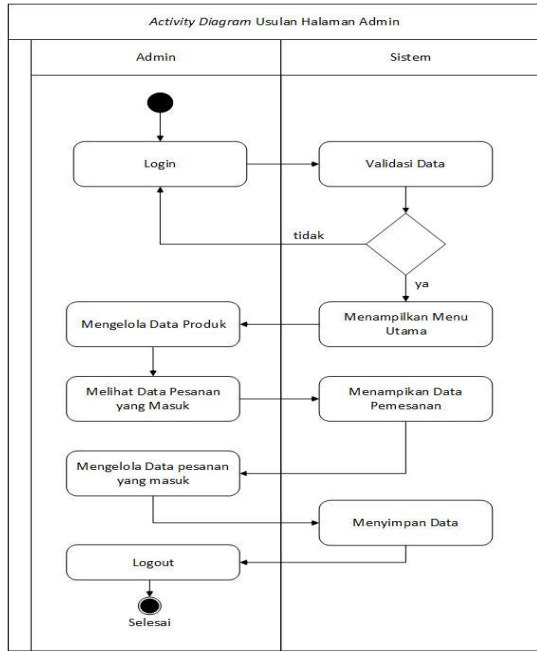 Activity Diagram Usulan Halaman Admin
Admin
Sistem
Login
Validasi Data
tidak
ya
Menampilkan Menu
Utama
Mengelola Data Produk
Melihat Data Pesanan
yang Masuk
Menampikan Data
Pemesanan
Mengelola Data pesanan
yang masuk
Menyimpan Data
Logout
Selesai